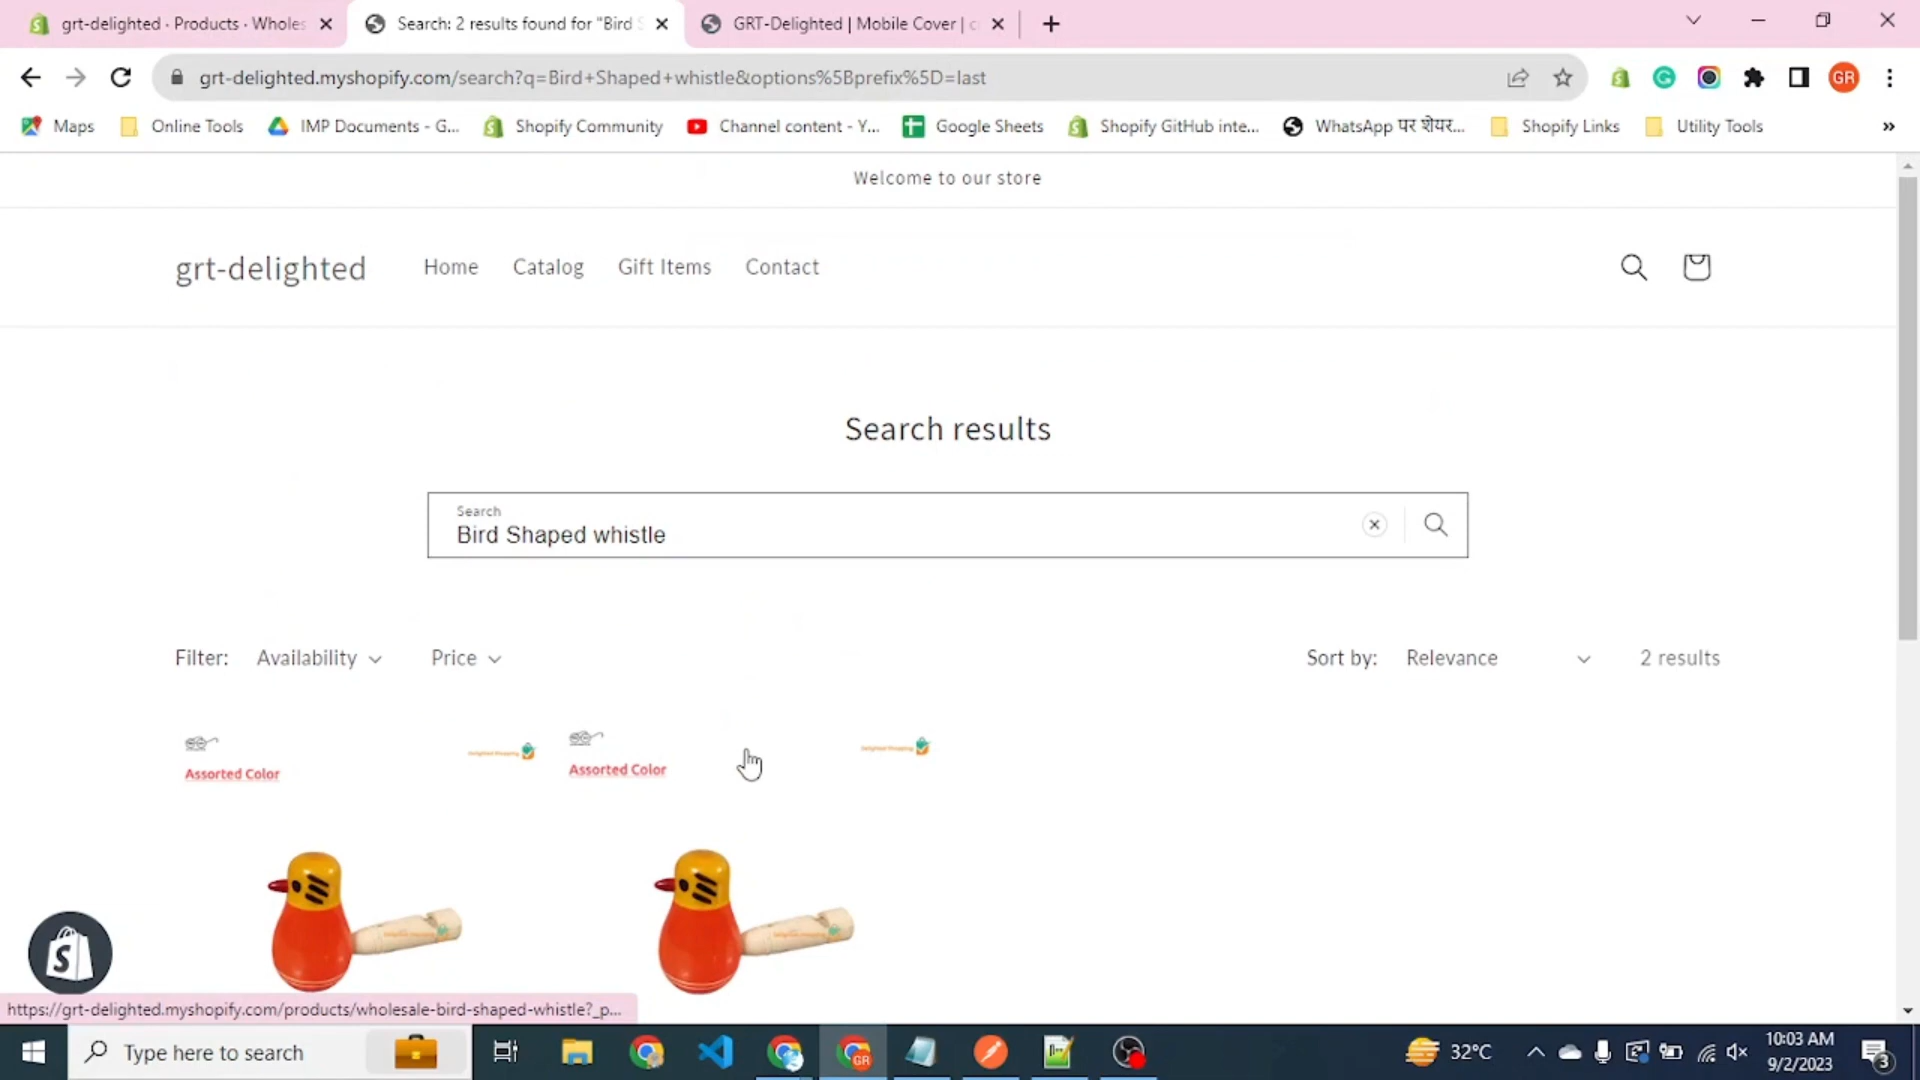 grt-delighted · Products · Wholes
Search: 2 results found for "Bird S
GRT-Delighted | Mobile Cover | c
grt-delighted.myshopify.com/search?q=Bird+Shaped+whistle&options%5Bprefix%5D=last
GR
Maps
Online Tools
IMP Documents - G...
Shopify Community
Channel content - Y...
Google Sheets
Shopify GitHub inte...
WhatsApp पर शेयर...
Shopify Links
Utility Tools
»
Welcome to our store
grt-delighted
Home
Catalog
Gift Items
Contact
Search results
Search
Bird Shaped whistle
Filter:
Availability
Price
Sort by:
Relevance
2 results
Assorted Color
Assorted Color
https://grt-delighted.myshopify.com/products/wholesale-bird-shaped-whistle?_p...
Type here to search
GR
32°C
10:03 AM
9/2/2023
3